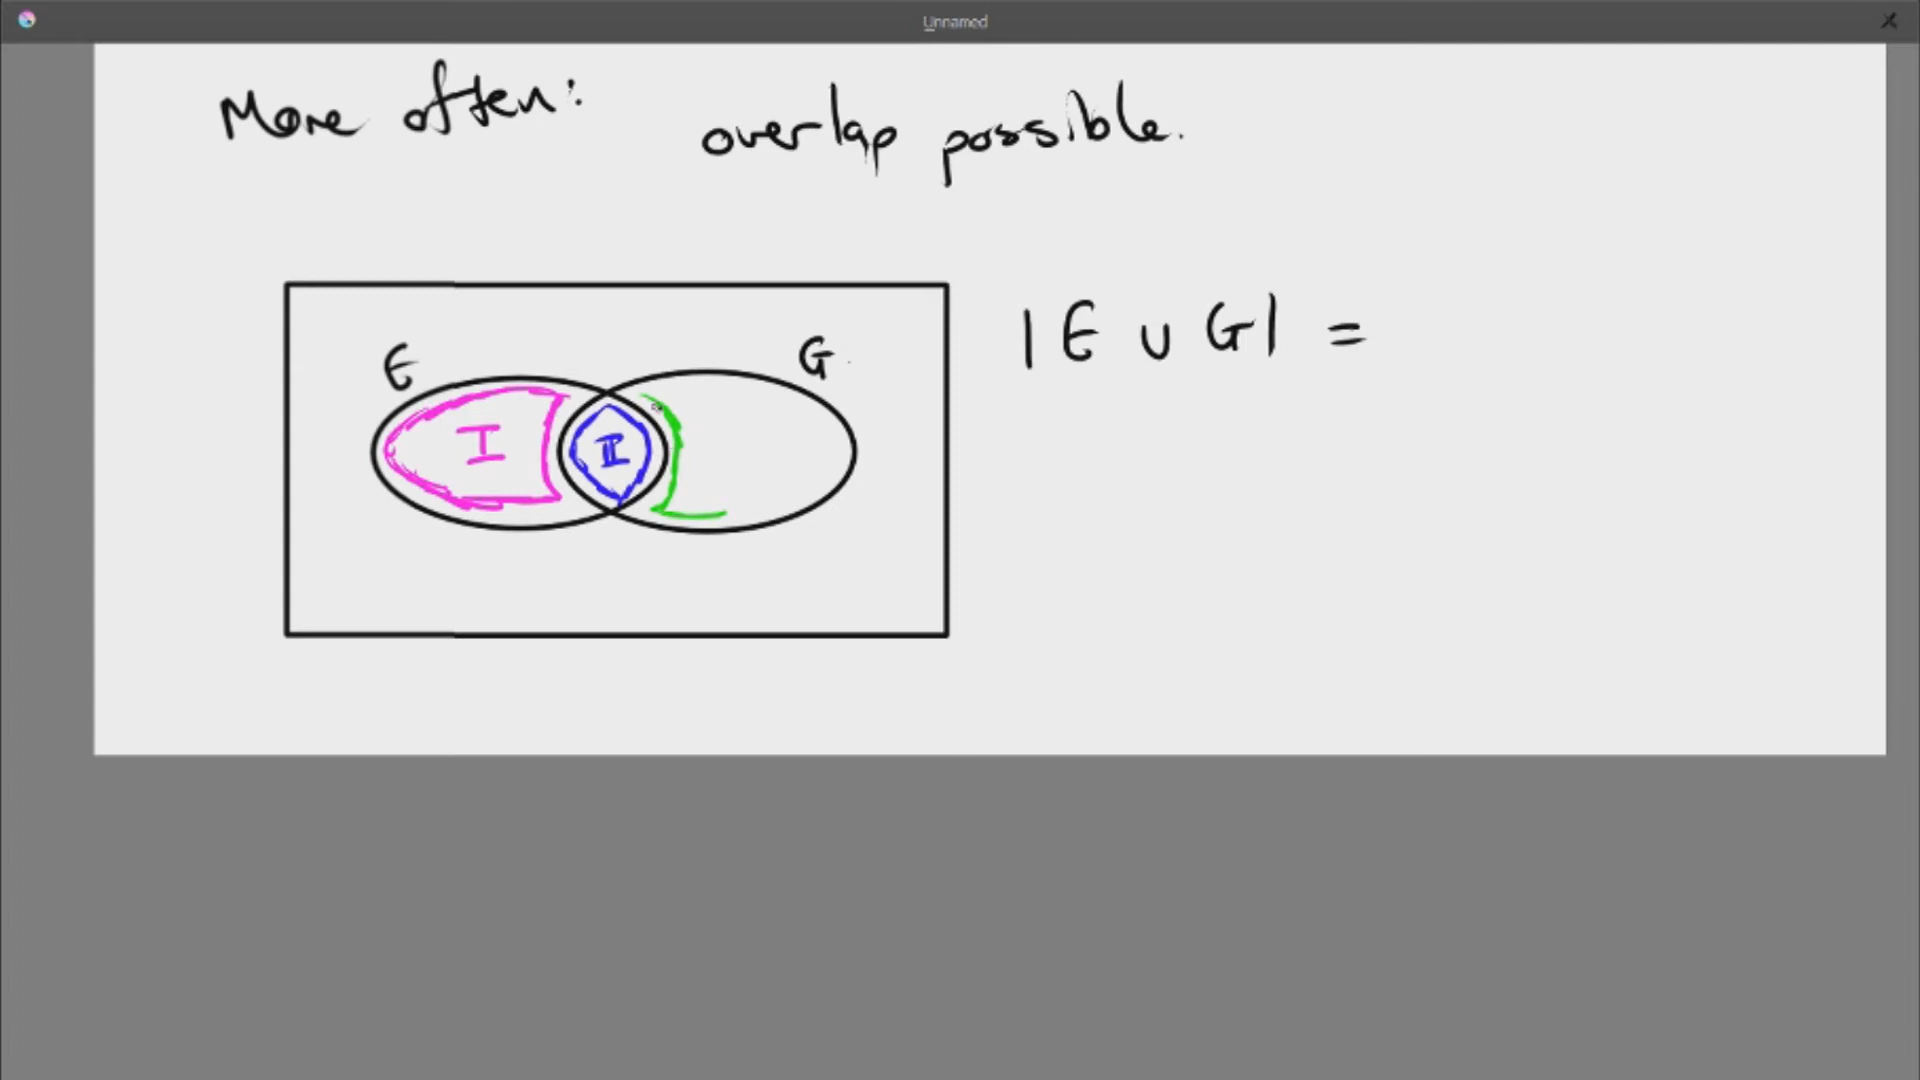 Unnamed
More often: overlap possible.
|E ∪ G| =
E
G
I
II